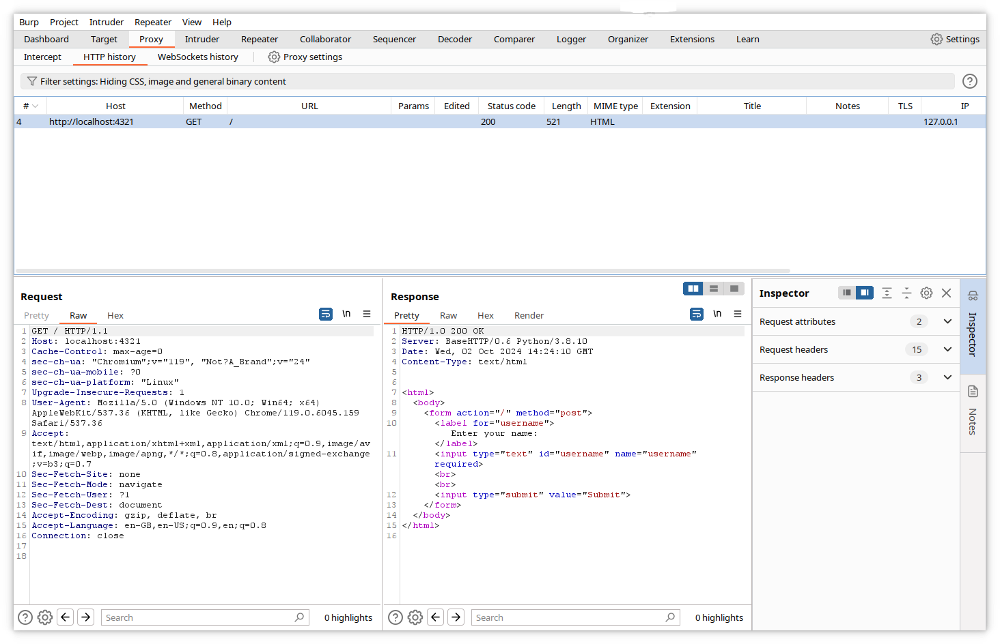 Burp Project Intruder Repeater View Help
Dashboard Target Proxy Intruder Repeater Collaborator Sequencer Decoder Comparer Logger Organizer Extensions Learn Settings
Intercept HTTP history WebSockets history Proxy settings
Filter settings: Hiding CSS, image and general binary content
# Host Method URL Params Edited Status code Length MIME type Extension Title Notes TLS IP
4 http://localhost:4321 GET / 200 521 HTML 127.0.0.1
Request
Pretty Raw Hex \n
1 GET / HTTP/1.1
2 Host: localhost:4321
3 Cache-Control: max-age=0
4 sec-ch-ua: "Chromium";v="119", "Not?A_Brand";v="24"
5 sec-ch-ua-mobile: ?0
6 sec-ch-ua-platform: "Linux"
7 Upgrade-Insecure-Requests: 1
8 User-Agent: Mozilla/5.0 (Windows NT 10.0; Win64; x64)
AppleWebKit/537.36 (KHTML, like Gecko) Chrome/119.0.6045.159
Safari/537.36
9 Accept:
text/html,application/xhtml+xml,application/xml;q=0.9,image/av
if,image/webp,image/apng,*/*;q=0.8,application/signed-exchange
;v=b3;q=0.7
10 Sec-Fetch-Site: none
11 Sec-Fetch-Mode: navigate
12 Sec-Fetch-User: ?1
13 Sec-Fetch-Dest: document
14 Accept-Encoding: gzip, deflate, br
15 Accept-Language: en-GB,en-US;q=0.9,en;q=0.8
16 Connection: close
17
18
Search 0 highlights
Response
Pretty Raw Hex Render \n
1 HTTP/1.0 200 OK
2 Server: BaseHTTP/0.6 Python/3.8.10
3 Date: Wed, 02 Oct 2024 14:24:10 GMT
4 Content-Type: text/html
5
6
7 <html>
8 <body>
9 <form action="/" method="post">
10 <label for="username">
Enter your name:
</label>
11 <input type="text" id="username" name="username"
required>
<br>
<br>
12 <input type="submit" value="Submit">
13 </form>
14 </body>
15 </html>
16
Search 0 highlights
Inspector
Request attributes 2
Request headers 15
Response headers 3
Inspector
Notes